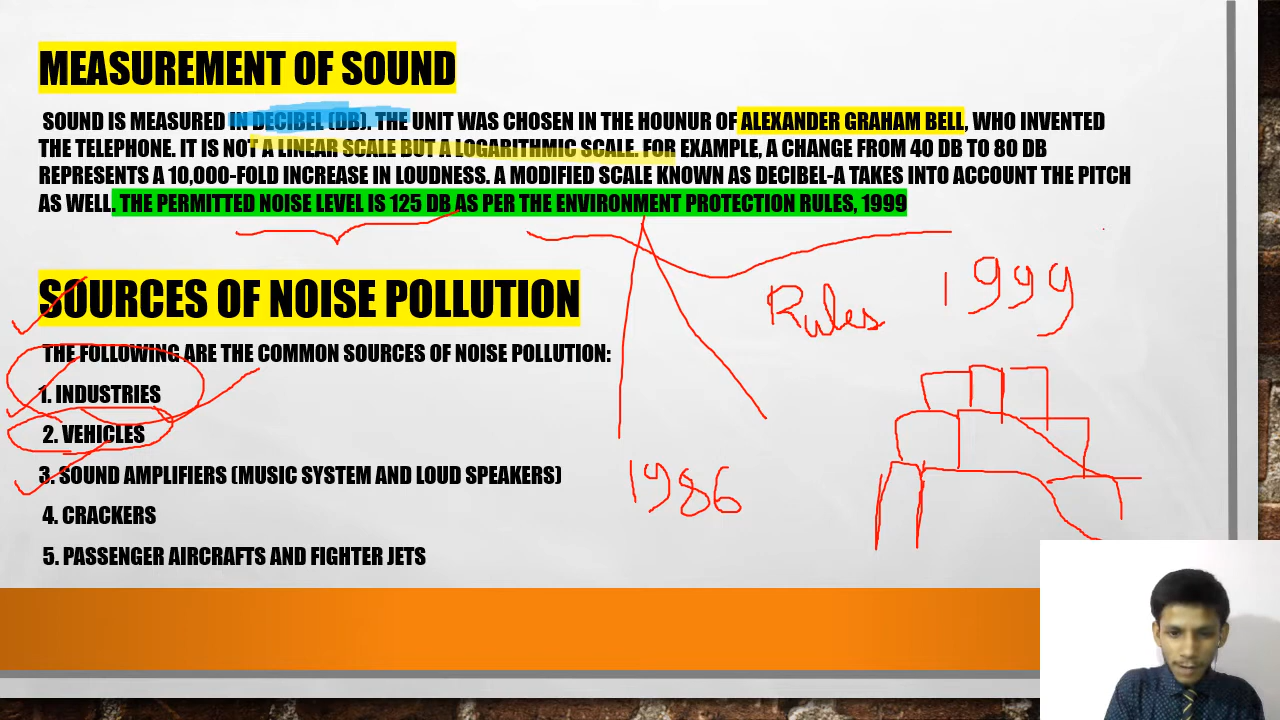 MEASUREMENT OF SOUND
SOUND IS MEASURED IN DECIBEL (DB). THE UNIT WAS CHOSEN IN THE HOUNUR OF ALEXANDER GRAHAM BELL, WHO INVENTED
THE TELEPHONE. IT IS NOT A LINEAR SCALE BUT A LOGARITHMIC SCALE. FOR EXAMPLE, A CHANGE FROM 40 DB TO 80 DB
REPRESENTS A 10,000-FOLD INCREASE IN LOUDNESS. A MODIFIED SCALE KNOWN AS DECIBEL-A TAKES INTO ACCOUNT THE PITCH
AS WELL. THE PERMITTED NOISE LEVEL IS 125 DB AS PER THE ENVIRONMENT PROTECTION RULES, 1999
Rules 1999
SOURCES OF NOISE POLLUTION
THE FOLLOWING ARE THE COMMON SOURCES OF NOISE POLLUTION:
1. INDUSTRIES
2. VEHICLES
3. SOUND AMPLIFIERS (MUSIC SYSTEM AND LOUD SPEAKERS)
1986
4. CRACKERS
5. PASSENGER AIRCRAFTS AND FIGHTER JETS